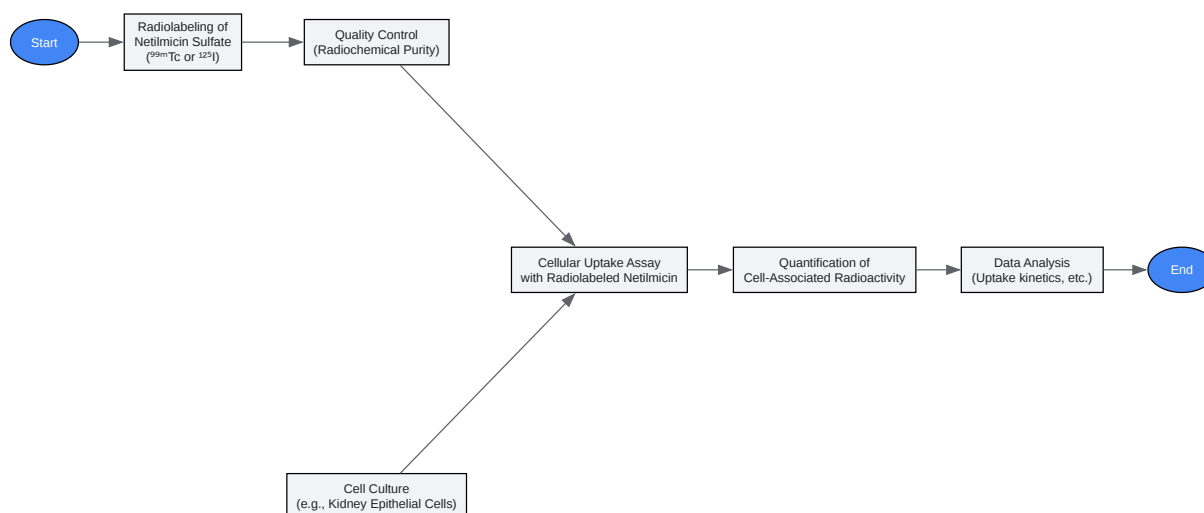 Start
Radiolabeling of
Netilmicin Sulfate
(⁹⁹ᵐTc or ¹²⁵I)
Quality Control
(Radiochemical Purity)
Cellular Uptake Assay
with Radiolabeled Netilmicin
Quantification of
Cell-Associated Radioactivity
Data Analysis
(Uptake kinetics, etc.)
End
Cell Culture
(e.g., Kidney Epithelial Cells)